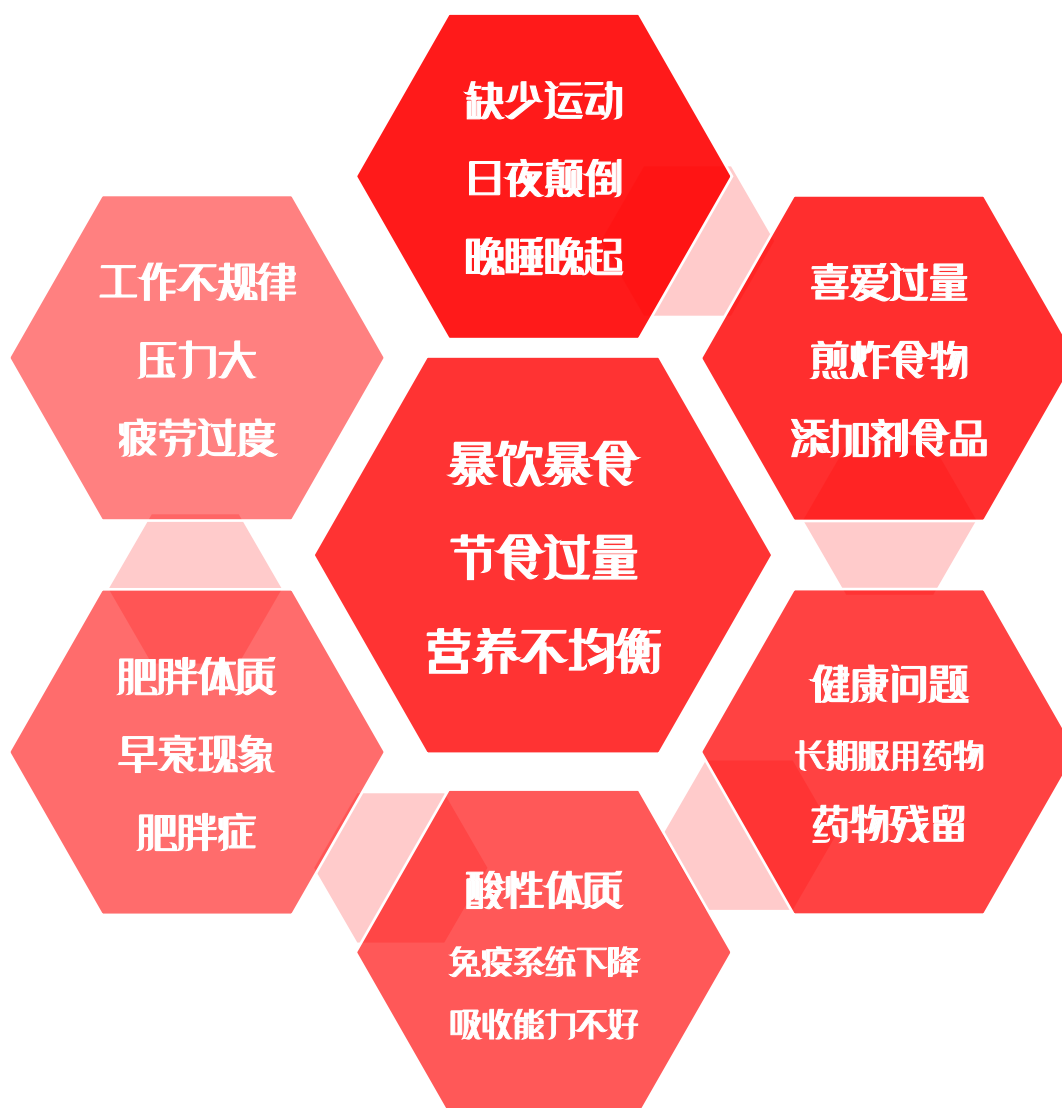 缺少运动
日夜颠倒
晚睡晚起
工作不规律
压力大
疲劳过度
喜爱过量
煎炸食物
添加剂食品
暴饮暴食
节食过量
营养不均衡
肥胖体质
早衰现象
肥胖症
健康问题
长期服用药物
药物残留
酸性体质
免疫系统下降
吸收能力不好